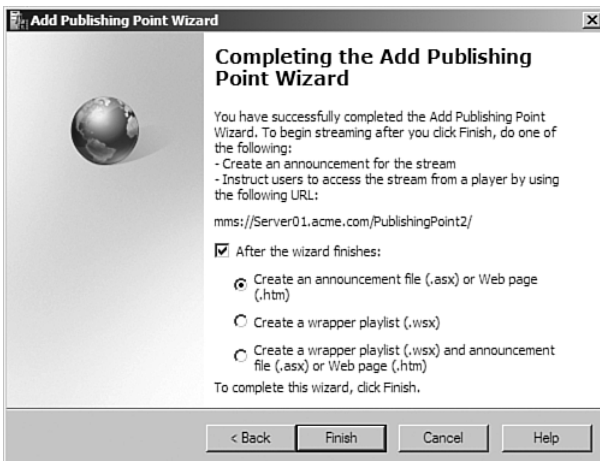 Add Publishing Point Wizard
Completing the Add Publishing
Point Wizard
You have successfully completed the Add Publishing Point
Wizard. To begin streaming after you click Finish, do one of
the following:
- Create an announcement for the stream
- Instruct users to access the stream from a player by using
the following URL:
mms://Server01.acme.com/PublishingPoint2/
After the wizard finishes:
Create an announcement file (.asx) or Web page
(.htm)
Create a wrapper playlist (.wsx)
Create a wrapper playlist (.wsx) and announcement
file (.asx) or Web page (.htm)
To complete this wizard, click Finish.
< Back Finish Cancel Help